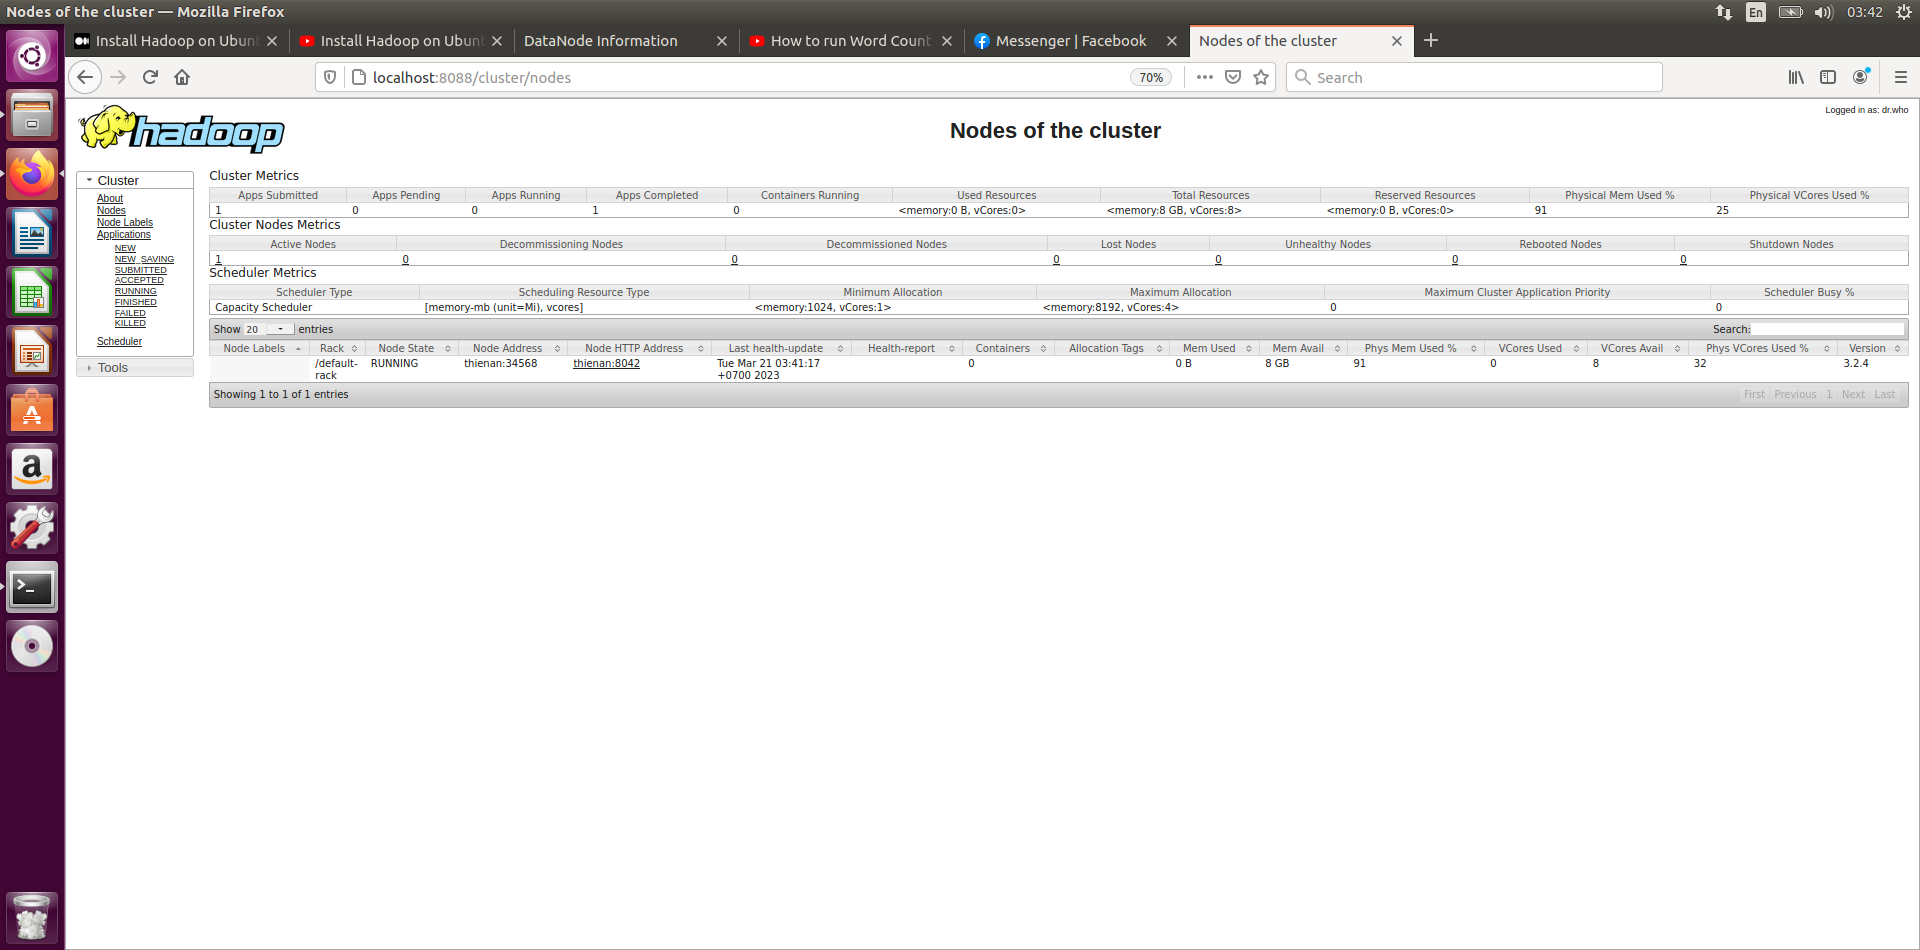 Nodes of the cluster — Mozilla Firefox
En
03:42
Install Hadoop on Ubunt
Install Hadoop on Ubunt
DataNode Information
How to run Word Count
Messenger | Facebook
Nodes of the cluster
localhost:8088/cluster/nodes
70%
Search
hadoop
Nodes of the cluster
Logged in as: dr.who
Cluster
About
Nodes
Node Labels
Applications
NEW
NEW_SAVING
SUBMITTED
ACCEPTED
RUNNING
FINISHED
FAILED
KILLED
Scheduler
Tools
Cluster Metrics
Apps Submitted Apps Pending Apps Running Apps Completed Containers Running Used Resources Total Resources Reserved Resources Physical Mem Used % Physical VCores Used %
1 0 0 1 0 <memory:0 B, vCores:0> <memory:8 GB, vCores:8> <memory:0 B, vCores:0> 91 25
Cluster Nodes Metrics
Active Nodes Decommissioning Nodes Decommissioned Nodes Lost Nodes Unhealthy Nodes Rebooted Nodes Shutdown Nodes
1 0 0 0 0 0 0
Scheduler Metrics
Scheduler Type Scheduling Resource Type Minimum Allocation Maximum Allocation Maximum Cluster Application Priority Scheduler Busy %
Capacity Scheduler [memory-mb (unit=Mi), vcores] <memory:1024, vCores:1> <memory:8192, vCores:4> 0 0
Show 20 entries Search:
Node Labels Rack Node State Node Address Node HTTP Address Last health-update Health-report Containers Allocation Tags Mem Used Mem Avail Phys Mem Used % VCores Used VCores Avail Phys VCores Used % Version
/default-rack RUNNING thienan:34568 thienan:8042 Tue Mar 21 03:41:17 +0700 2023 0 0 B 8 GB 91 0 8 32 3.2.4
Showing 1 to 1 of 1 entries First Previous 1 Next Last